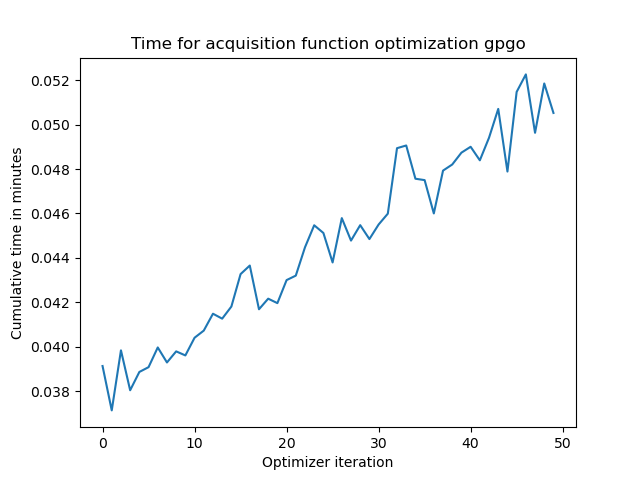 Time for acquisition function optimization gpgo
Cumulative time in minutes
0.052
0.050
0.048
0.046
0.044
0.042
0.040
0.038
0 10 20 30 40 50
Optimizer iteration